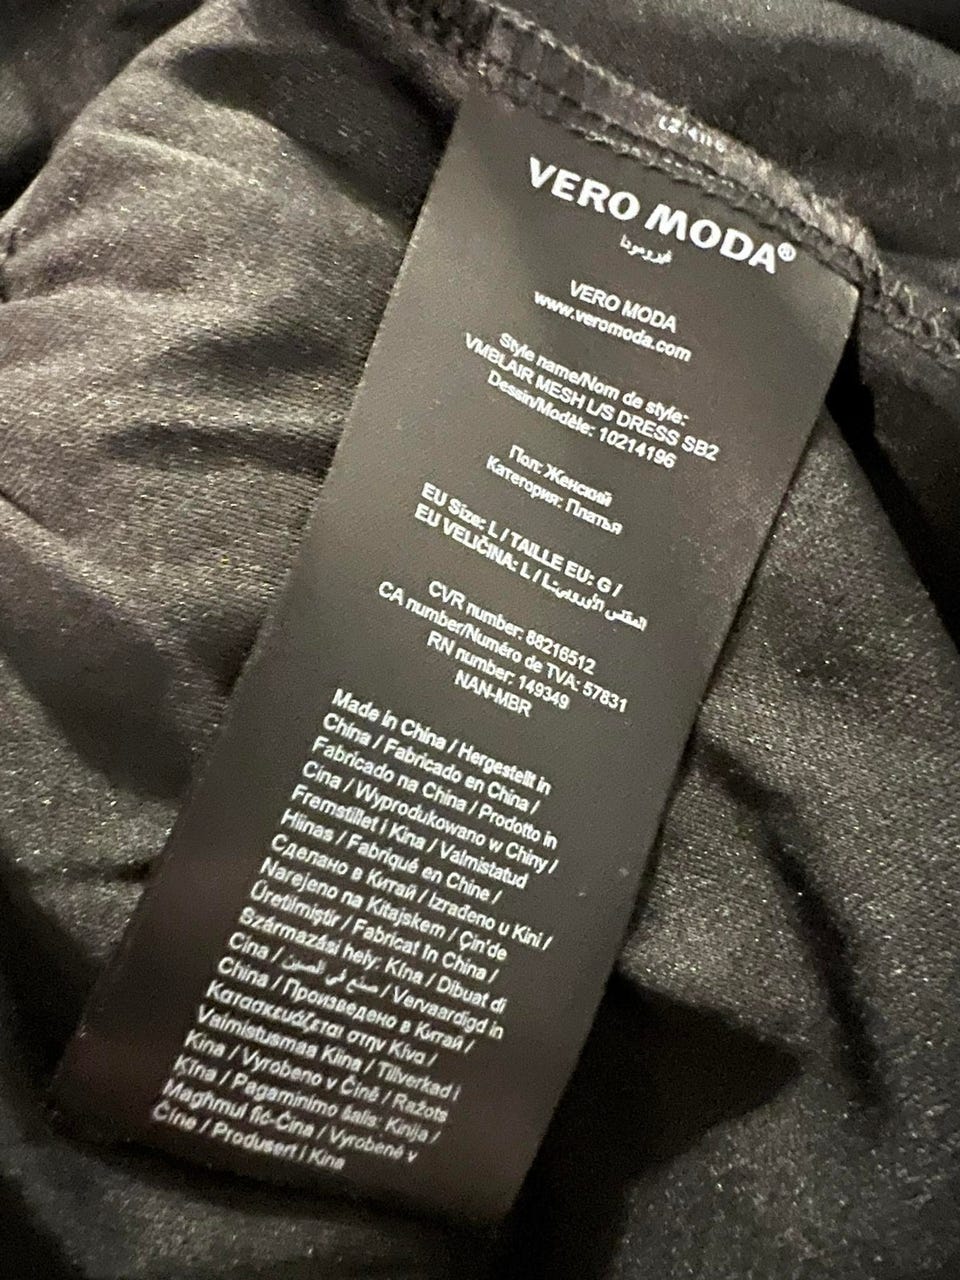 VERO MODA®
فيرومودا
VERO MODA
www.veromoda.com
Style name/Nom de style:
VMBLAIR MESH L/S DRESS SB2
Dessin/Modèle: 10214196
Пол: Женский
Категория: Платья
EU Size: L / TAILLE EU: G /
EU VELIČINA: L / L :المقاس الأوروبي
CVR number: 88216512
CA number/Numéro de TVA: 57831
RN number: 149349
NAN-MBR
Made in China / Hergestellt in
China / Fabricado en China /
Fabricado na China / Prodotto in
Cina / Wyprodukowano w Chiny /
Fremstillet i Kina / Valmistatud
Hiinas / Fabriqué en Chine /
Сделано в Китай / Izrađeno u Kini /
Narejeno na Kitajskem / Çin'de
Üretilmiştir / Fabricat în China /
Származási hely: Kína / Dibuat di
Cina / صنع في الصين / Vervaardigd in
China / Произведено в Китай /
Κατασκευάζεται στην Κίνα /
Valmistusmaa Kiina / Tillverkad i
Kina / Vyrobeno v Číně / Ražots
Ķīna / Pagaminimo šalis: Kinija /
Magħmul fiċ-Ċina / Vyrobené v
Číne / Produsert i Kina